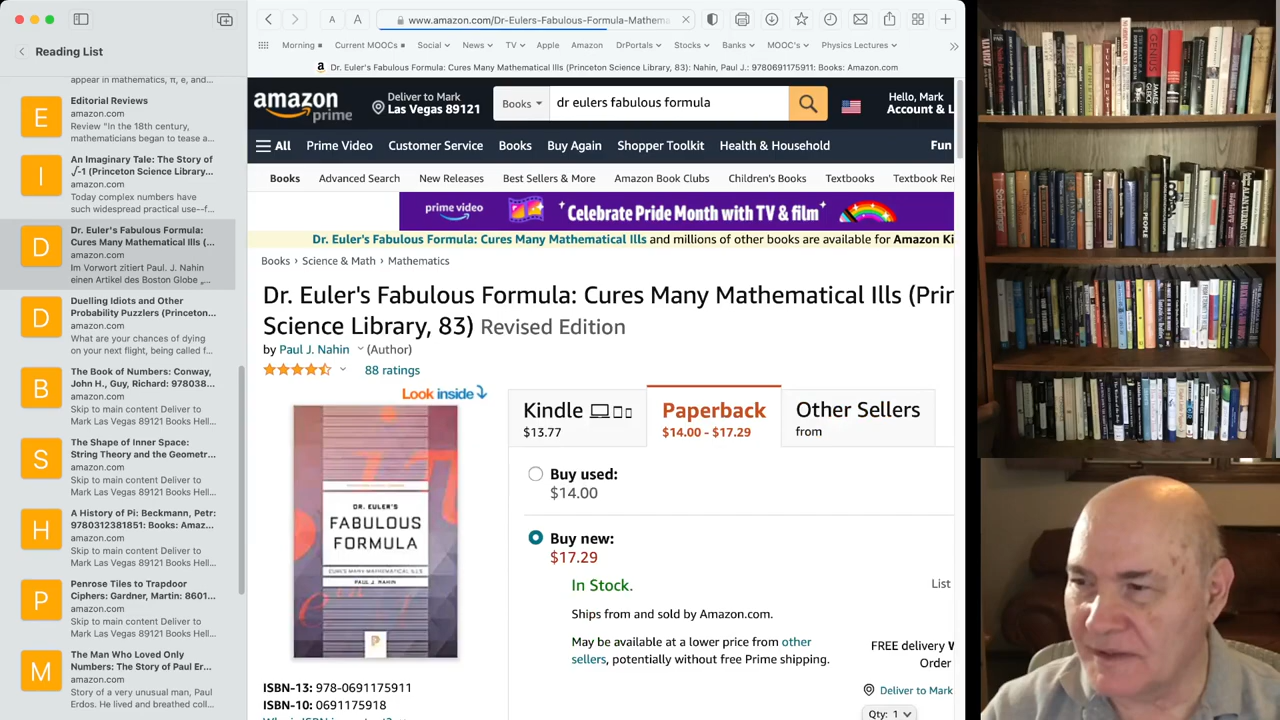 Reading List
appear in mathematics, π, e, and...
E
Editorial Reviews
amazon.com
Review "In the 18th century,
mathematicians began to tease a...
I
An Imaginary Tale: The Story of
√-1 (Princeton Science Library...
amazon.com
Today complex numbers have
such widespread practical use--f...
D
Dr. Euler's Fabulous Formula:
Cures Many Mathematical Ills (...
amazon.com
Im Vorwort zitiert Paul. J. Nahin
einen Artikel des Boston Globe „...
D
Duelling Idiots and Other
Probability Puzzlers (Princeton...
amazon.com
What are your chances of dying
on your next flight, being called f...
B
The Book of Numbers: Conway,
John H., Guy, Richard: 978038...
amazon.com
Skip to main content Deliver to
Mark Las Vegas 89121 Books Hell...
S
The Shape of Inner Space:
String Theory and the Geometr...
amazon.com
Skip to main content Deliver to
Mark Las Vegas 89121 Books Hell...
H
A History of Pi: Beckmann, Petr:
9780312381851: Books: Amaz...
amazon.com
Skip to main content Deliver to
Mark Las Vegas 89121 Books Hell...
P
Penrose Tiles to Trapdoor
Ciphers: Gardner, Martin: 8601...
amazon.com
Skip to main content Deliver to
Mark Las Vegas 89121 Books Hell...
M
The Man Who Loved Only
Numbers: The Story of Paul Er...
amazon.com
Story of a very unusual man, Paul
Erdos. He lived and breathed coll...
A A www.amazon.com/Dr-Eulers-Fabulous-Formula-Mathema
Morning Current MOOCs Social News TV Apple Amazon DrPortals Stocks Banks MOOC's Physics Lectures
Dr. Euler's Fabulous Formula: Cures Many Mathematical Ills (Princeton Science Library, 83): Nahin, Paul J.: 9780691175911: Books: Amazon.com
amazon prime
Deliver to Mark
Las Vegas 89121
Books dr eulers fabulous formula
Hello, Mark
Account & L
All Prime Video Customer Service Books Buy Again Shopper Toolkit Health & Household Fun
Books Advanced Search New Releases Best Sellers & More Amazon Book Clubs Children's Books Textbooks Textbook Ren
prime video Celebrate Pride Month with TV & film
Dr. Euler's Fabulous Formula: Cures Many Mathematical Ills and millions of other books are available for Amazon Ki
Books › Science & Math › Mathematics
Dr. Euler's Fabulous Formula: Cures Many Mathematical Ills (Prin
Science Library, 83) Revised Edition
by Paul J. Nahin (Author)
88 ratings
Look inside
DR. EULER'S
FABULOUS
FORMULA
CURES MANY MATHEMATICAL ILLS
PAUL J. NAHIN
Kindle
$13.77
Paperback
$14.00 - $17.29
Other Sellers
from
Buy used:
$14.00
Buy new:
$17.29
In Stock.
Ships from and sold by Amazon.com.
May be available at a lower price from other
sellers, potentially without free Prime shipping.
List
FREE delivery W
Order
Deliver to Mark
Qty: 1
ISBN-13: 978-0691175911
ISBN-10: 0691175918